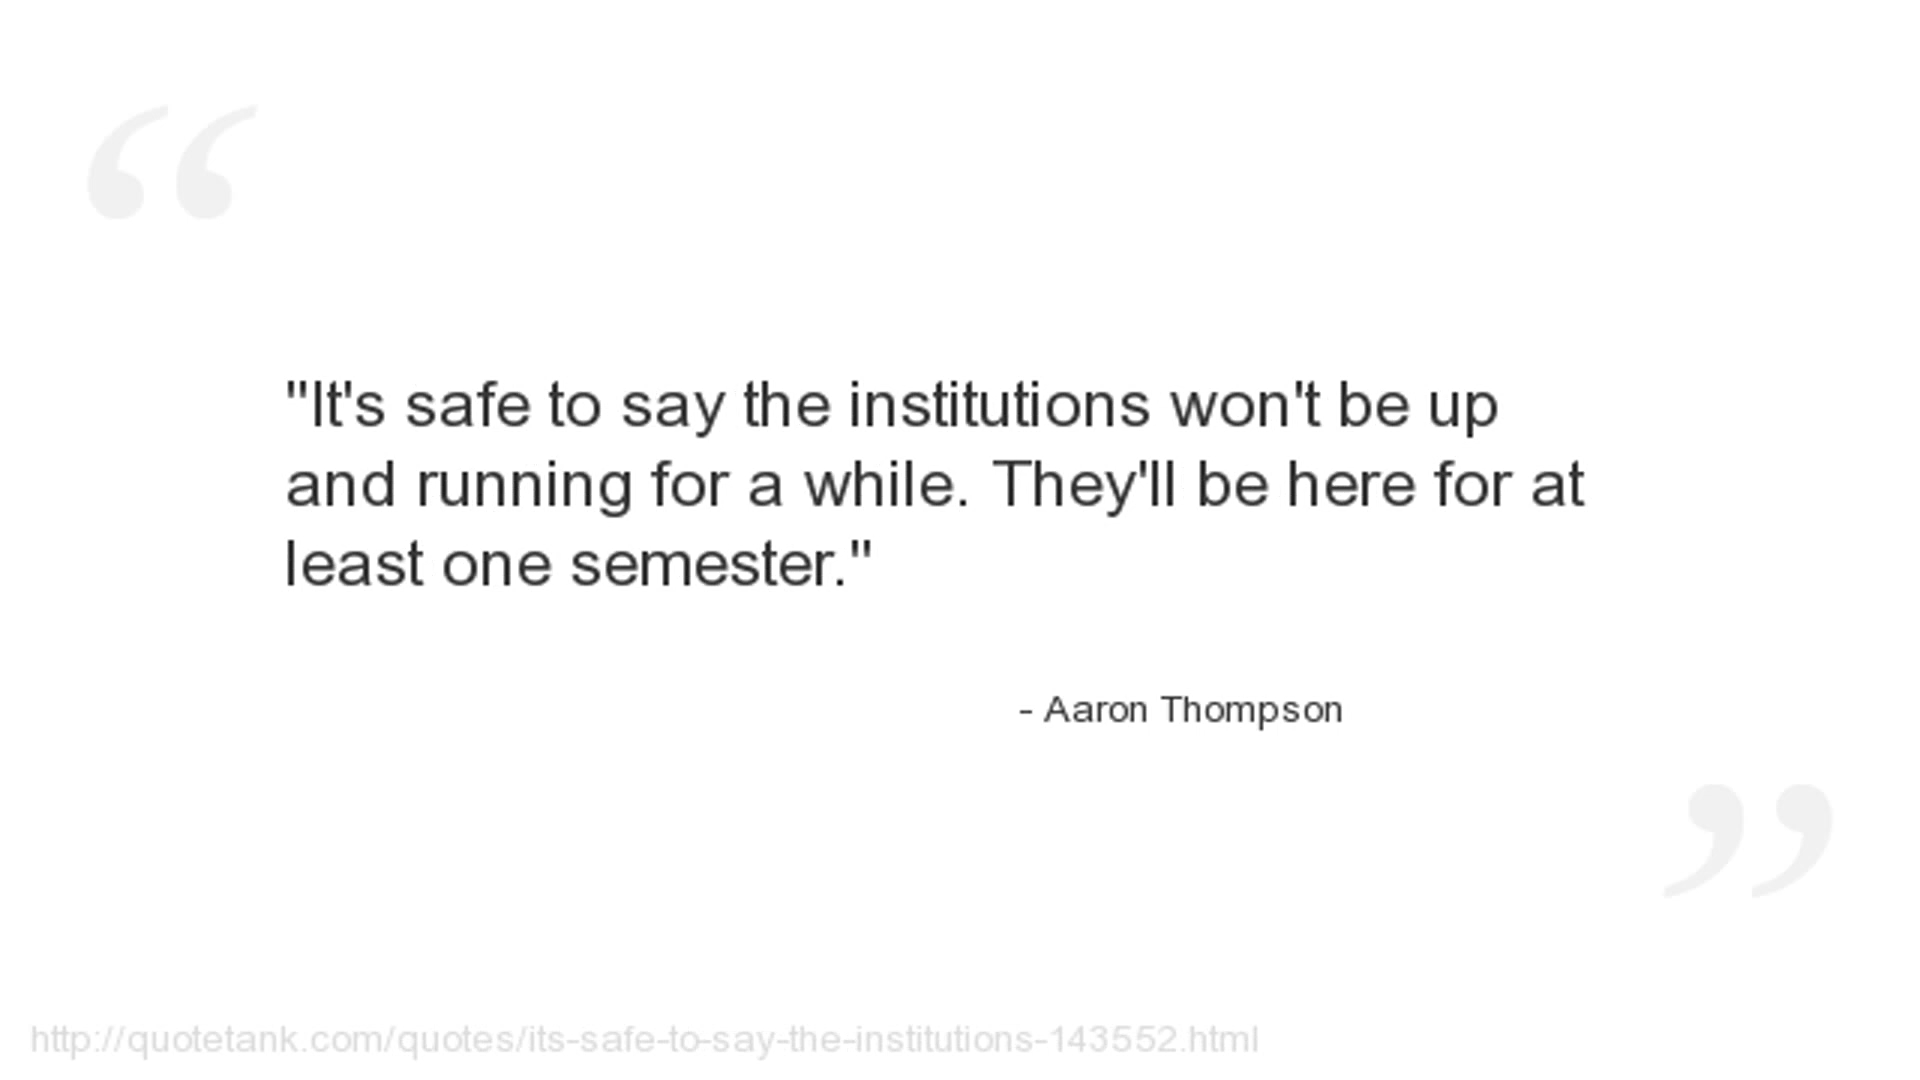 "It's safe to say the institutions won't be up
and running for a while. They'll be here for at
least one semester."
- Aaron Thompson
http://quotetank.com/quotes/its-safe-to-say-the-institutions-143552.html